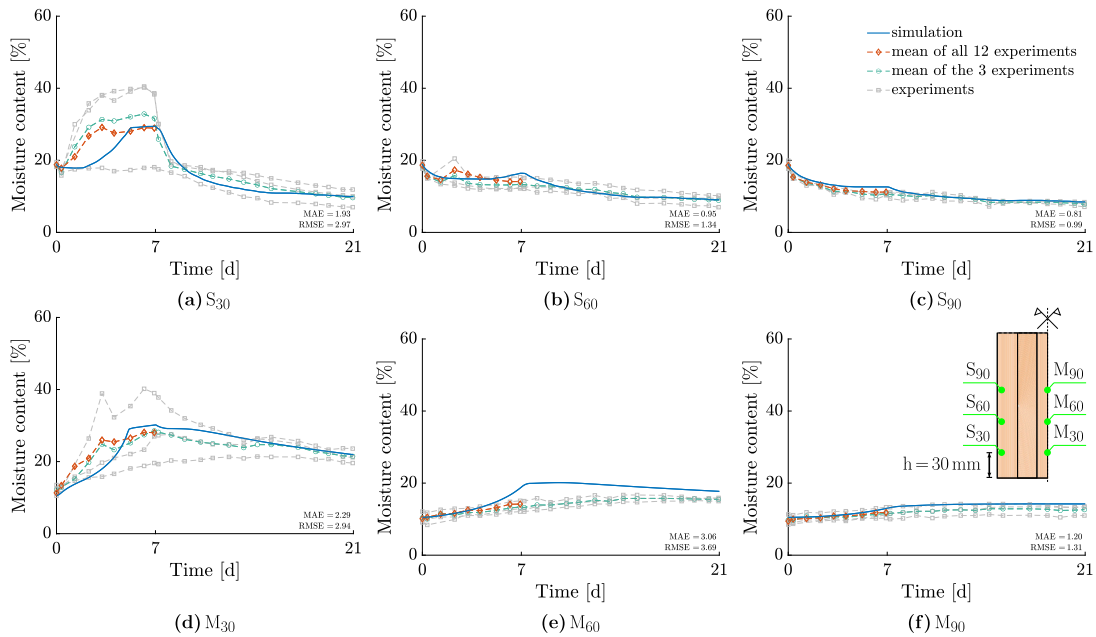 60
40
20
0
0
7
21
Moisture content [%]
Time [d]
MAE = 1.93
RMSE = 2.97
(a) S30
60
40
20
0
0
7
21
Moisture content [%]
Time [d]
MAE = 0.95
RMSE = 1.34
(b) S60
60
40
20
0
0
7
21
Moisture content [%]
Time [d]
simulation
mean of all 12 experiments
mean of the 3 experiments
experiments
MAE = 0.81
RMSE = 0.99
(c) S90
60
40
20
0
0
7
21
Moisture content [%]
Time [d]
MAE = 2.29
RMSE = 2.94
(d) M30
60
40
20
0
0
7
21
Moisture content [%]
Time [d]
MAE = 3.06
RMSE = 3.69
(e) M60
60
40
20
0
0
7
21
Moisture content [%]
Time [d]
S90 M90
S60 M60
S30 M30
h = 30 mm
MAE = 1.20
RMSE = 1.31
(f) M90